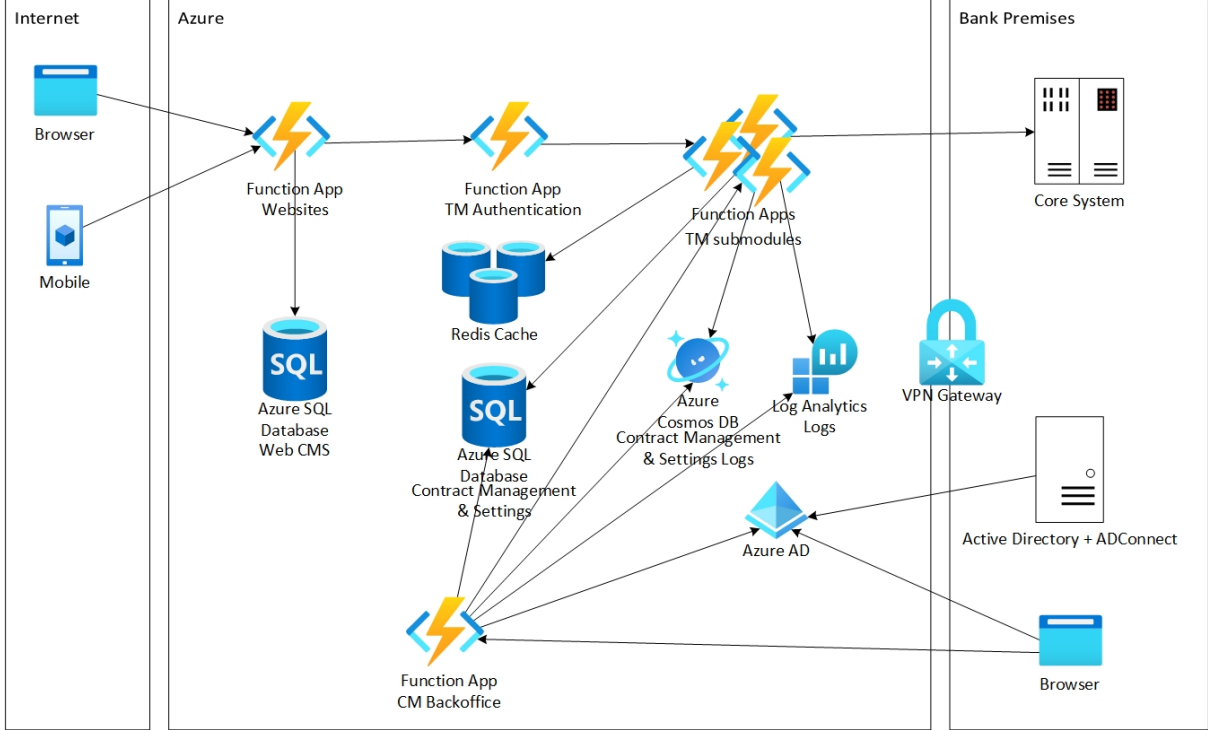 Internet
Azure
Bank Premises
Browser
Function App
Websites
Function App
TM Authentication
Function Apps
TM submodules
Core System
Mobile
Redis Cache
SQL
Azure SQL
Database
Web CMS
SQL
Azure SQL
Database
Contract Management
& Settings
Azure
Cosmos DB
Contract Management
& Settings Logs
Log Analytics
Logs
VPN Gateway
Azure AD
Active Directory + ADConnect
Function App
CM Backoffice
Browser